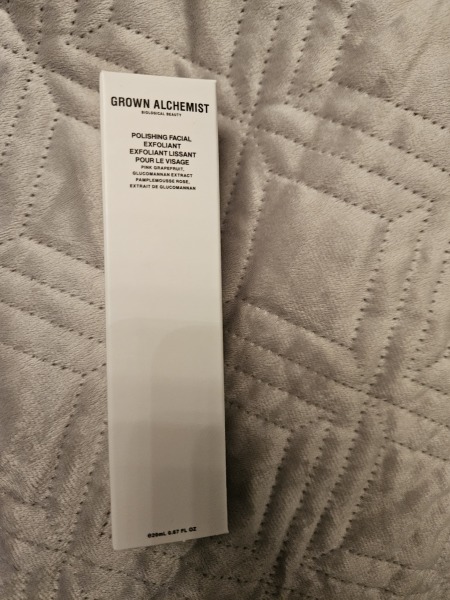 GROWN ALCHEMIST
BIOLOGICAL BEAUTY
POLISHING FACIAL
EXFOLIANT
EXFOLIANT LISSANT
POUR LE VISAGE
PINK GRAPEFRUIT,
GLUCOMANNAN EXTRACT
PAMPLEMOUSSE ROSE,
EXTRAIT DE GLUCOMANNAN
℮20mL 0.67 FL OZ